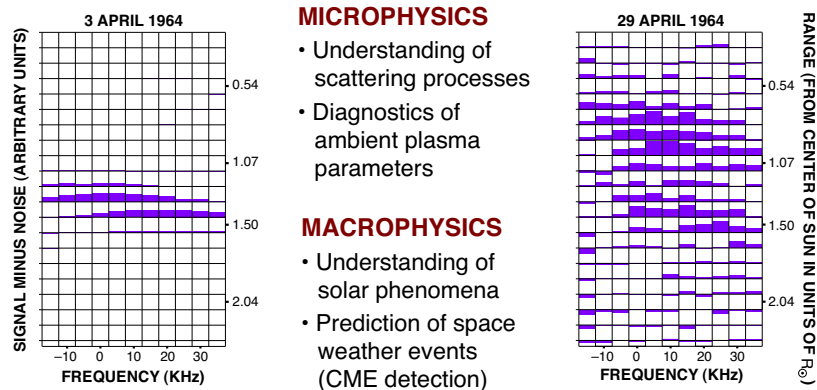 3 APRIL 1964
SIGNAL MINUS NOISE (ARBITRARY UNITS)
0.54
1.07
1.50
2.04
–10 0 10 20 30
FREQUENCY (KHz)
MICROPHYSICS
• Understanding of
scattering processes
• Diagnostics of
ambient plasma
parameters
MACROPHYSICS
• Understanding of
solar phenomena
• Prediction of space
weather events
(CME detection)
29 APRIL 1964
0.54
1.07
1.50
2.04
–10 0 10 20 30
FREQUENCY (KHz)
RANGE (FROM CENTER OF SUN IN UNITS OF R☉)